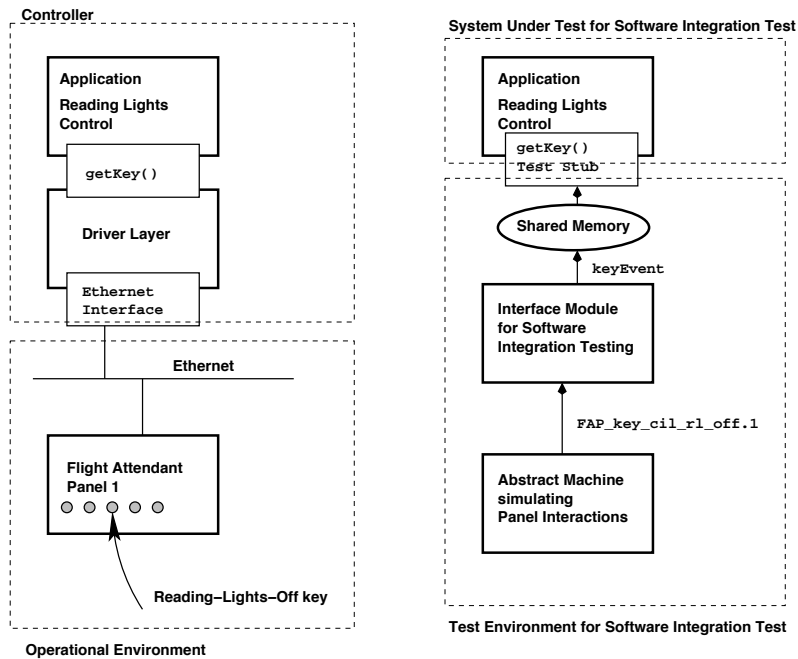 Controller
Application
Reading Lights
Control
getKey()
Driver Layer
Ethernet
Interface
Ethernet
Flight Attendant
Panel 1
Reading–Lights–Off key
Operational Environment
System Under Test for Software Integration Test
Application
Reading Lights
Control
getKey()
Test Stub
Shared Memory
keyEvent
Interface Module
for Software
Integration Testing
FAP_key_cil_rl_off.1
Abstract Machine
simulating
Panel Interactions
Test Environment for Software Integration Test